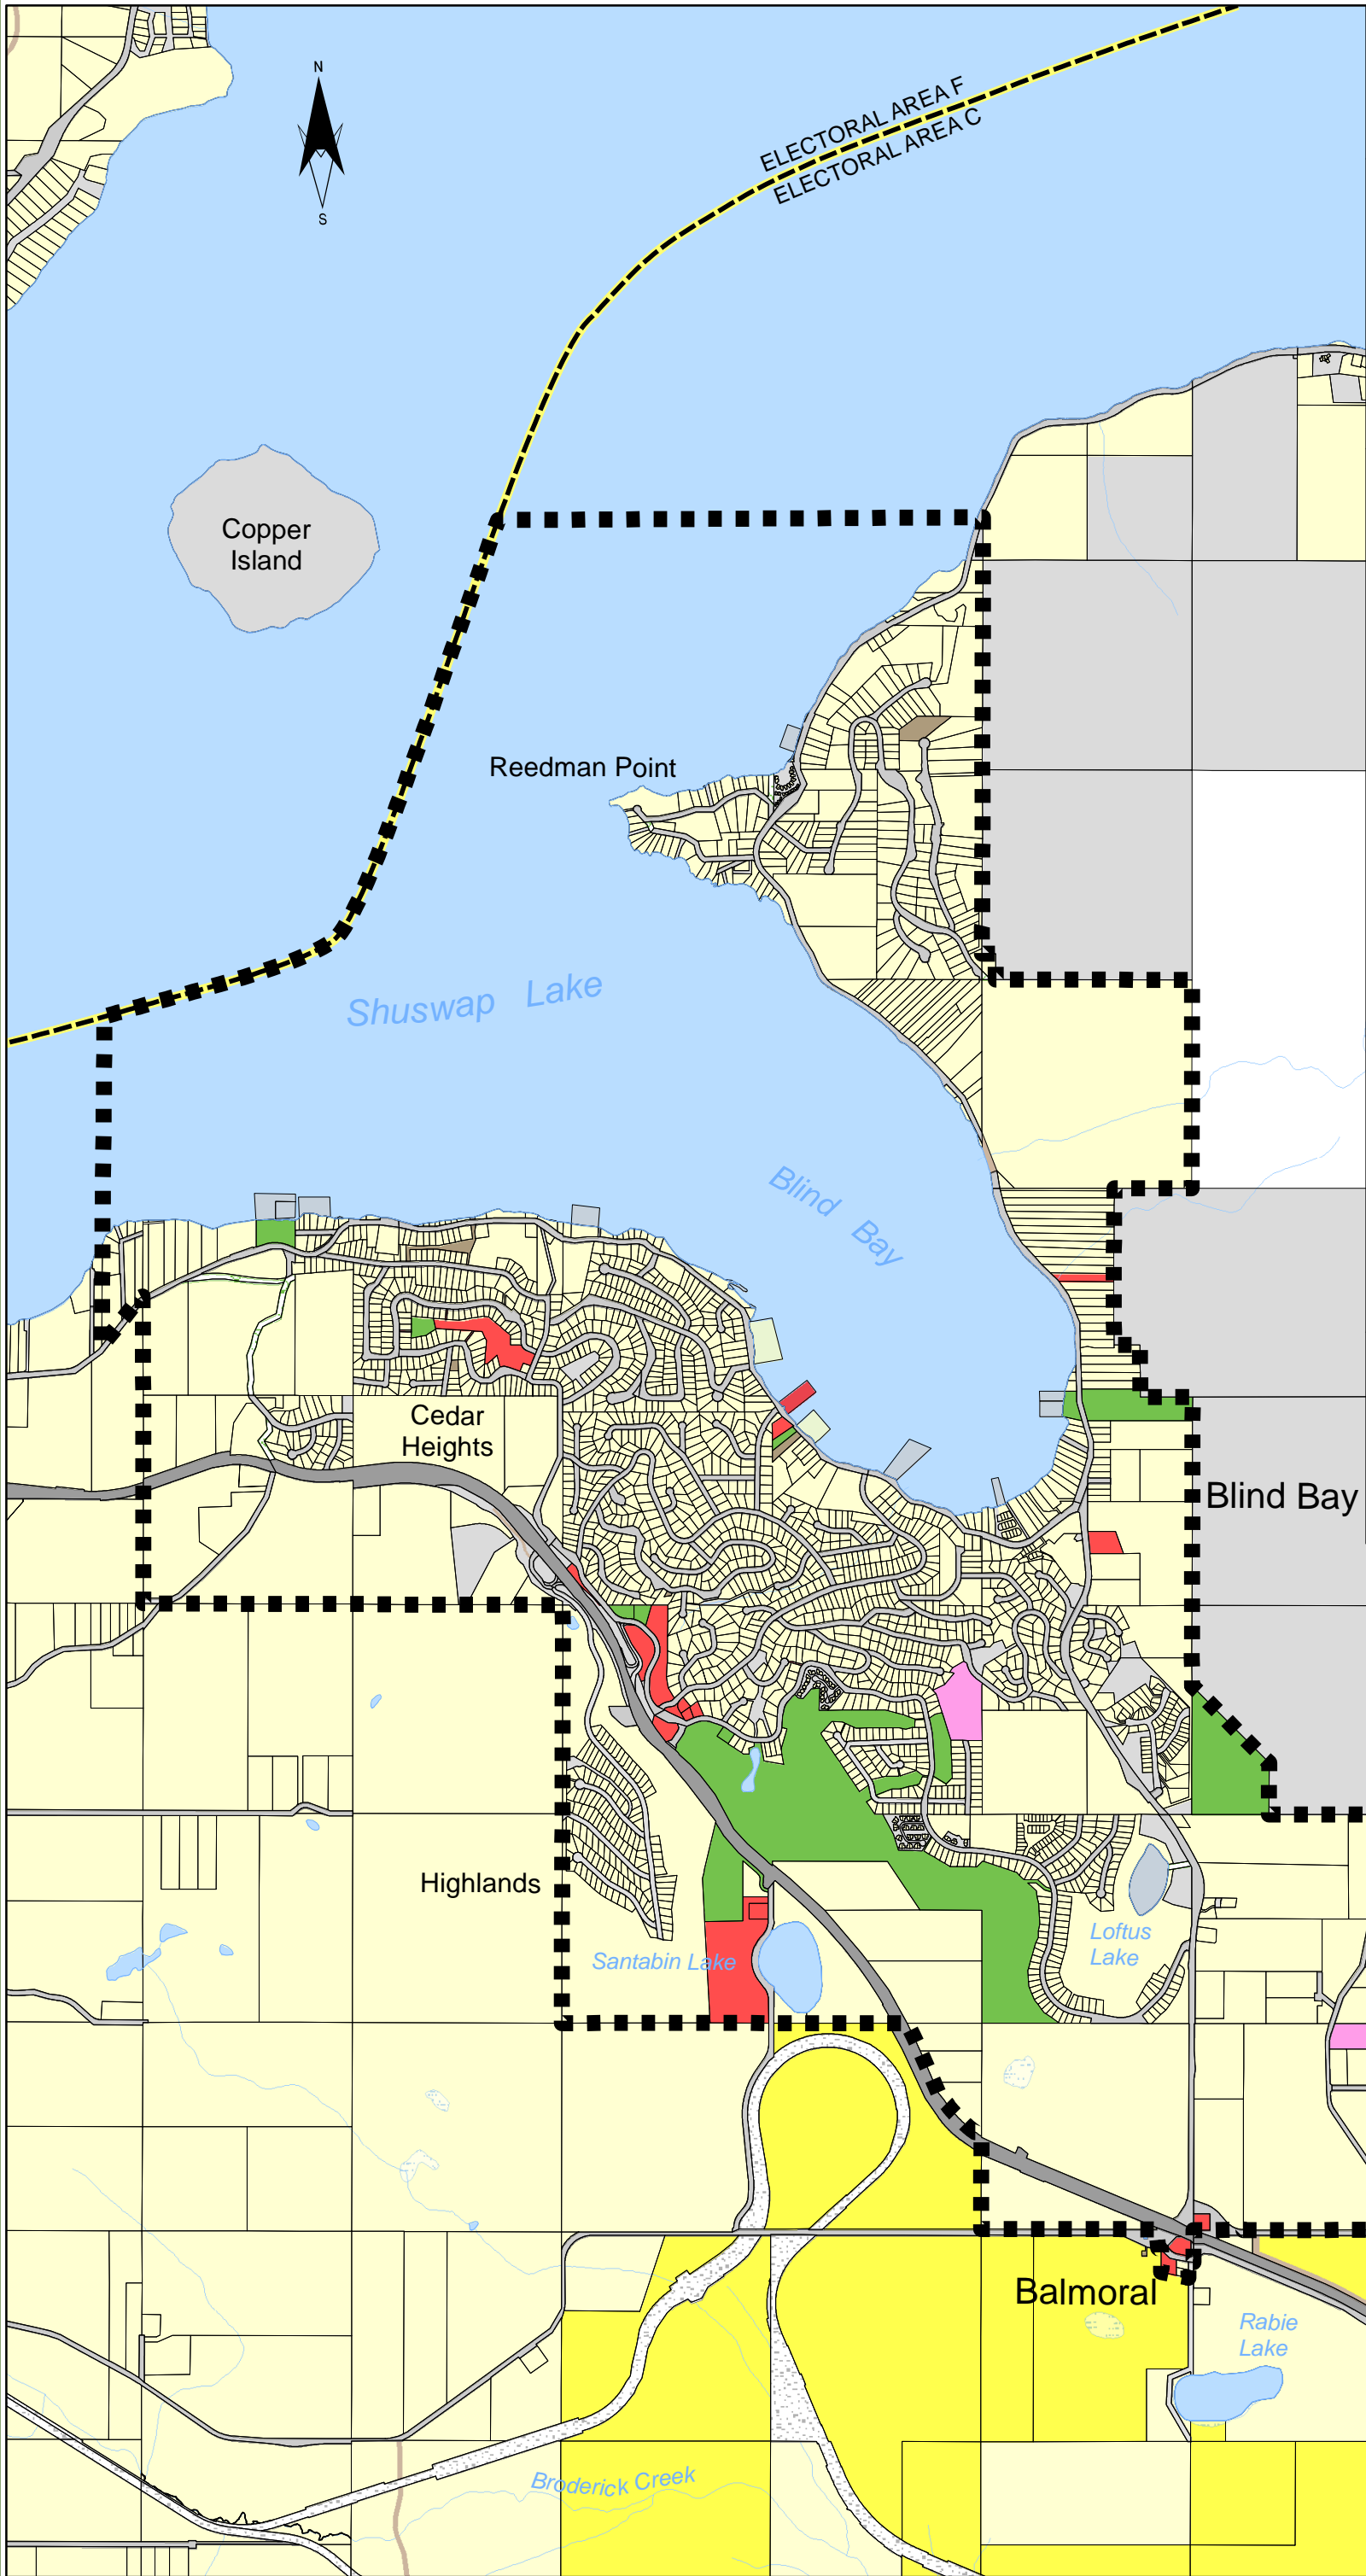 N
S
ELECTORAL AREA F
ELECTORAL AREA C
Copper
Island
Reedman Point
Shuswap Lake
Blind Bay
Cedar
Heights
Blind Bay
Highlands
Santabin Lake
Loftus
Lake
Balmoral
Rabie
Lake
Broderick Creek